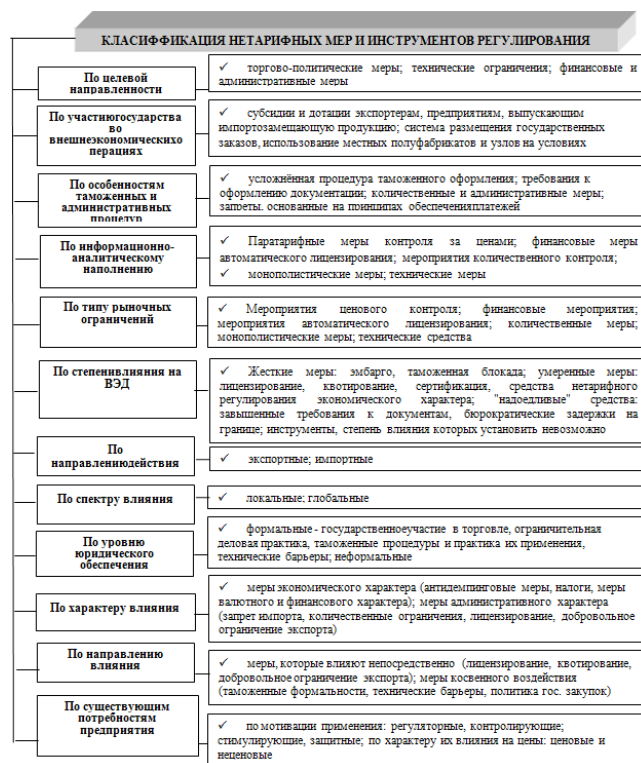 КЛАСИФФИКАЦИЯ НЕТАРИФНЫХ МЕР И ИНСТРУМЕНТОВ РЕГУЛИРОВАНИЯ
По целевой
направленности
✓ торгово-политические меры; технические ограничения; финансовые и
административные меры
По участиюгосударства
во
внешнеэкономическихо
перациях
✓ субсидии и дотации экспортерам, предприятиям, выпускающим
импортозамещающую продукцию; система размещения государственных
заказов, использование местных полуфабрикатов и узлов на условиях
По особенностям
таможенных и
административных
процедур
✓ усложнённая процедура таможенного оформления; требования к
оформлению документации; количественные и административные меры;
запреты, основанные на принципах обеспеченияплатежей
По информационно-
аналитическому
наполнению
✓ Паратарифные меры контроля за ценами; финансовые меры
автоматического лицензирования; мероприятия количественного контроля;
✓ монополистические меры; технические меры
По типу рыночных
ограничений
✓ Мероприятия ценового контроля; финансовые мероприятия;
мероприятия автоматического лицензирования; количественные меры;
монополистические меры; технические средства
По степенивлияния на
ВЭД
✓ Жесткие меры: эмбарго, таможенная блокада; умеренные меры:
лицензирование, квотирование, сертификация, средства нетарифного
регулирования экономического характера; "надоедливые" средства:
завышенные требования к документам, бюрократические задержки на
границе; инструменты, степень влияния которых установить невозможно
По
направлениюдействия
✓ экспортные; импортные
По спектру влияния
✓ локальные; глобальные
По уровню
юридического
обеспечения
✓ формальные - государственноеучастие в торговле, ограничительная
деловая практика, таможенные процедуры и практика их применения,
технические барьеры; неформальные
По характеру влияния
✓ меры экономического характера (антидемпинговые меры, налоги, меры
валютного и финансового характера); меры административного характера
(запрет импорта, количественные ограничения, лицензирование, добровольное
ограничение экспорта)
По направлению
влияния
✓ меры, которые влияют непосредственно (лицензирование, квотирование,
добровольное ограничение экспорта); меры косвенного воздействия
(таможенные формальности, технические барьеры, политика гос. закупок)
По существующим
потребностям
предприятия
✓ по мотивации применения: регуляторные, контролирующие;
стимулирующие, защитные; по характеру их влияния на цены: ценовые и
неценовые